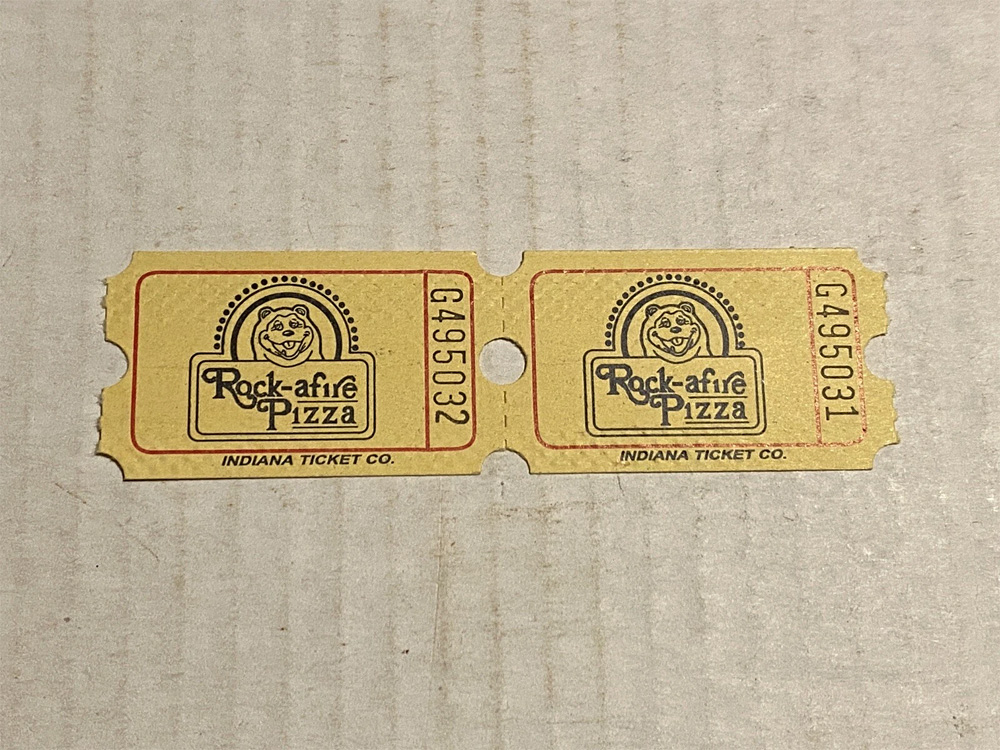 Rock-afire
Pizza
G495032
INDIANA TICKET CO.
Rock-afire
Pizza
G495031
INDIANA TICKET CO.